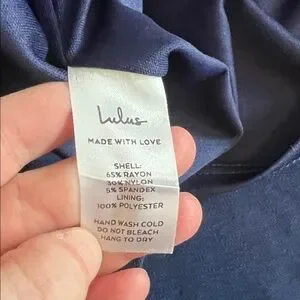 Lulus
MADE WITH LOVE
SHELL:
65% RAYON
30% NYLON
5% SPANDEX
LINING:
100% POLYESTER
HAND WASH COLD
DO NOT BLEACH
HANG TO DRY